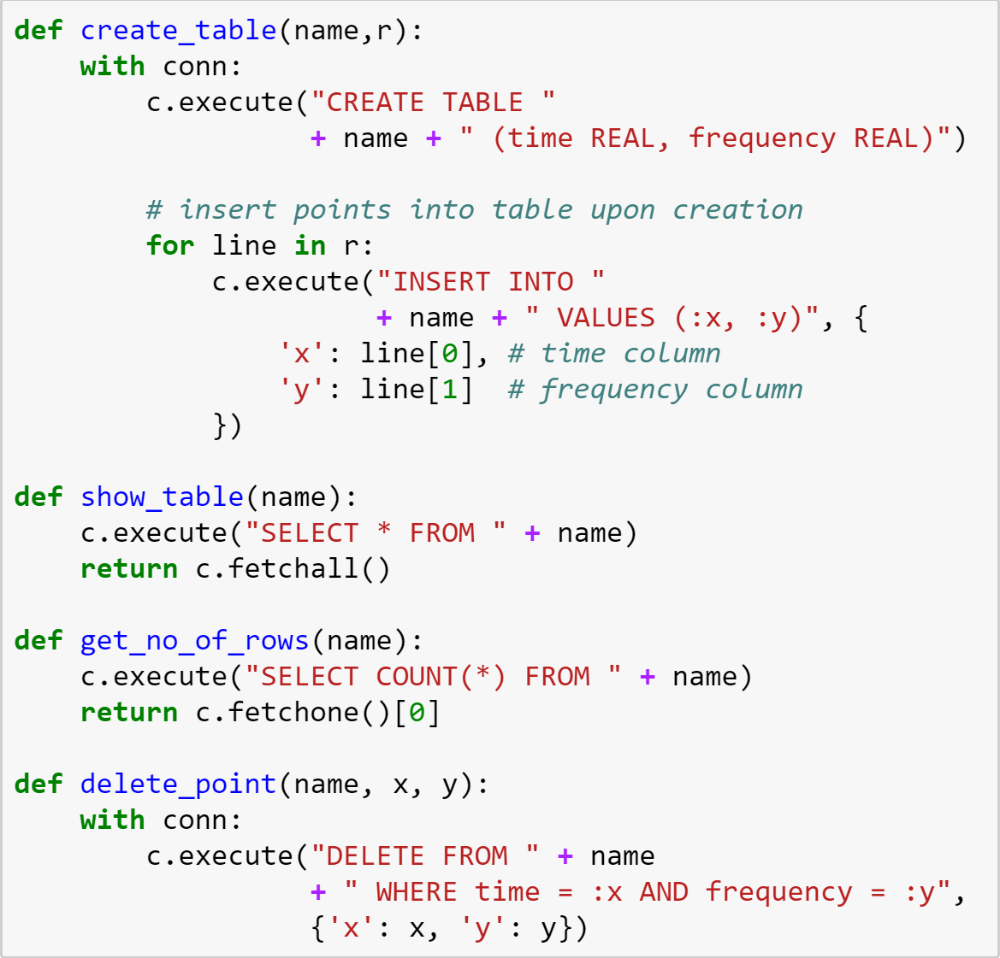 def create_table(name,r):
    with conn:
        c.execute("CREATE TABLE "
                  + name + " (time REAL, frequency REAL)")

        # insert points into table upon creation
        for line in r:
            c.execute("INSERT INTO "
                      + name + " VALUES (:x, :y)", {
                'x': line[0], # time column
                'y': line[1]  # frequency column
            })

def show_table(name):
    c.execute("SELECT * FROM " + name)
    return c.fetchall()

def get_no_of_rows(name):
    c.execute("SELECT COUNT(*) FROM " + name)
    return c.fetchone()[0]

def delete_point(name, x, y):
    with conn:
        c.execute("DELETE FROM " + name
                  + " WHERE time = :x AND frequency = :y",
                  {'x': x, 'y': y})